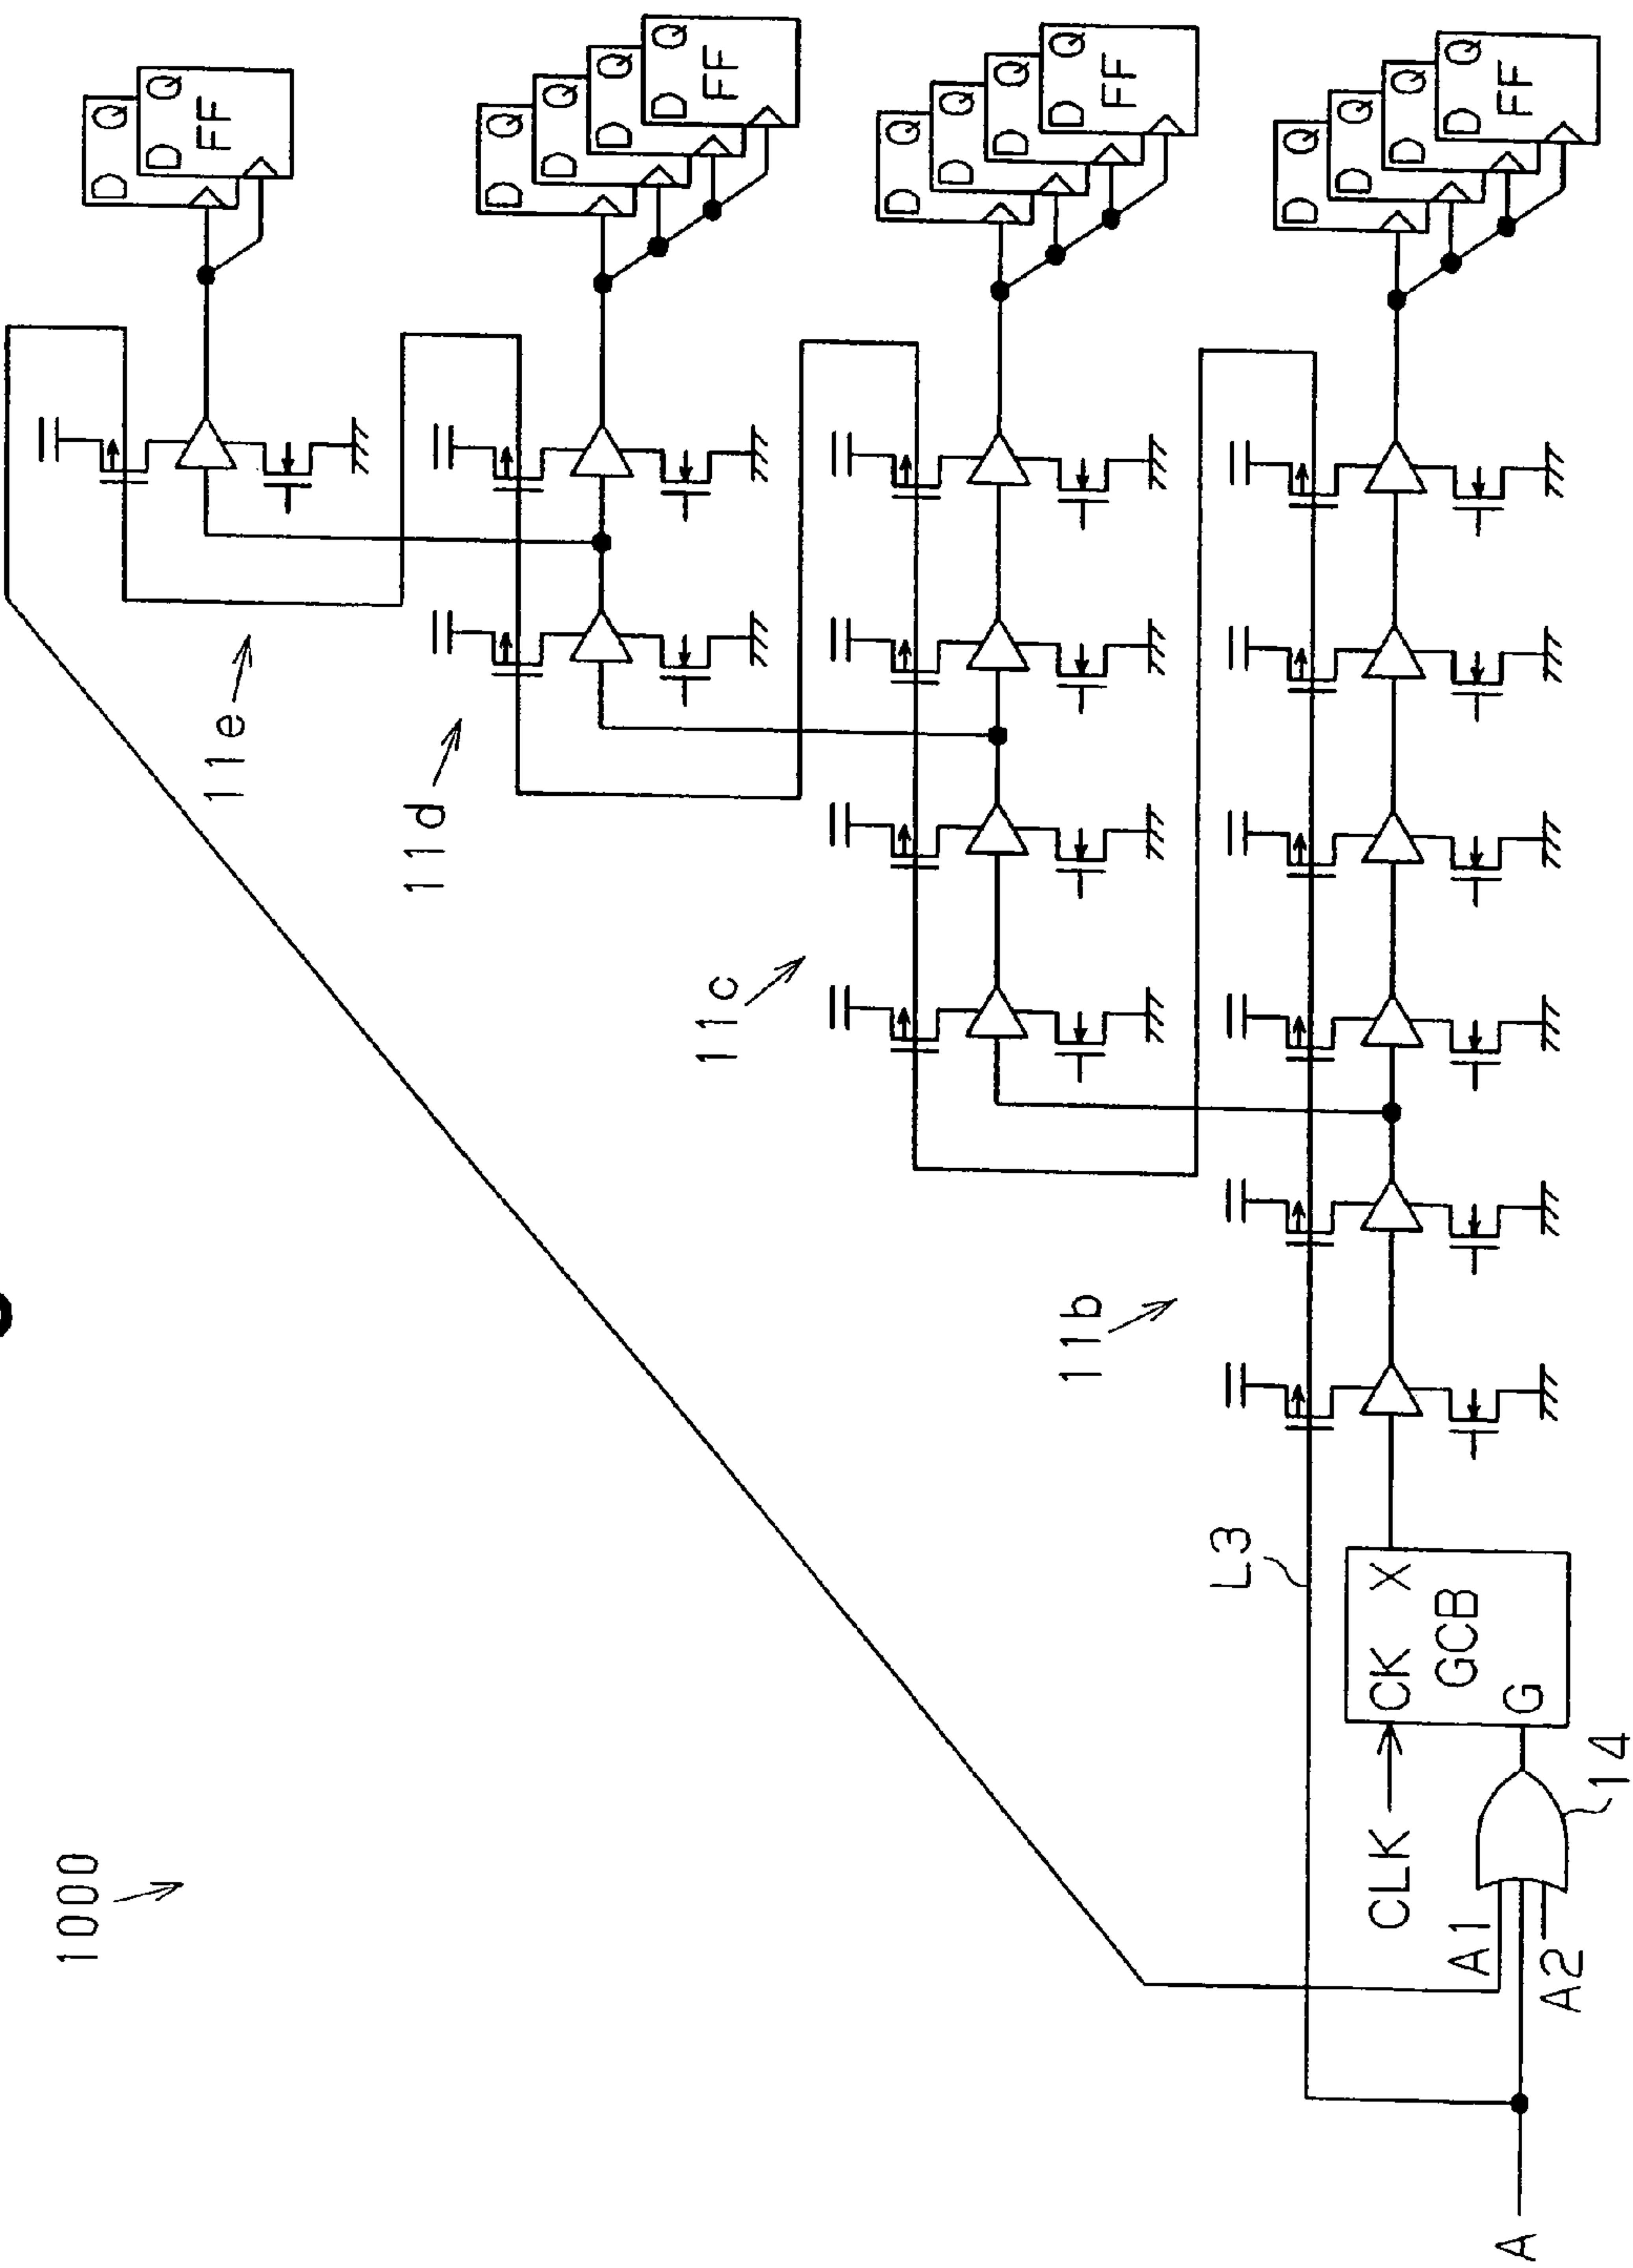 1000
11e
D Q
D Q
FF
11d
D Q
D Q
D Q
D Q
FF
11c
D Q
D Q
D Q
D Q
FF
11b
D Q
D Q
D Q
D Q
FF
L3
CLK
CK X
GCB
G
A1
A2
14
A